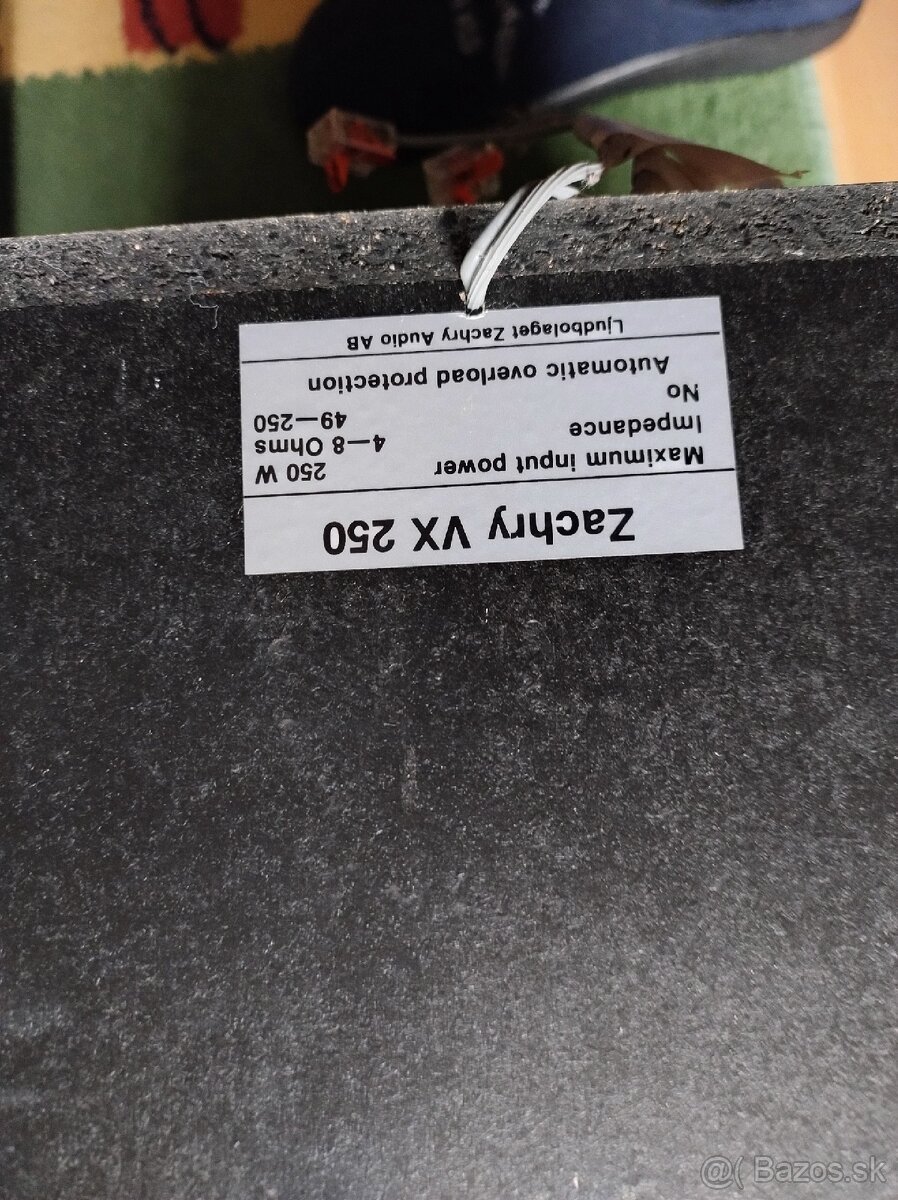 Zachry VX 250
Maximum input power 250 W
Impedance 4—8 Ohms
No 49—250
Automatic overload protection
Ljudbolaget Zachry Audio AB
@( Bazos.sk